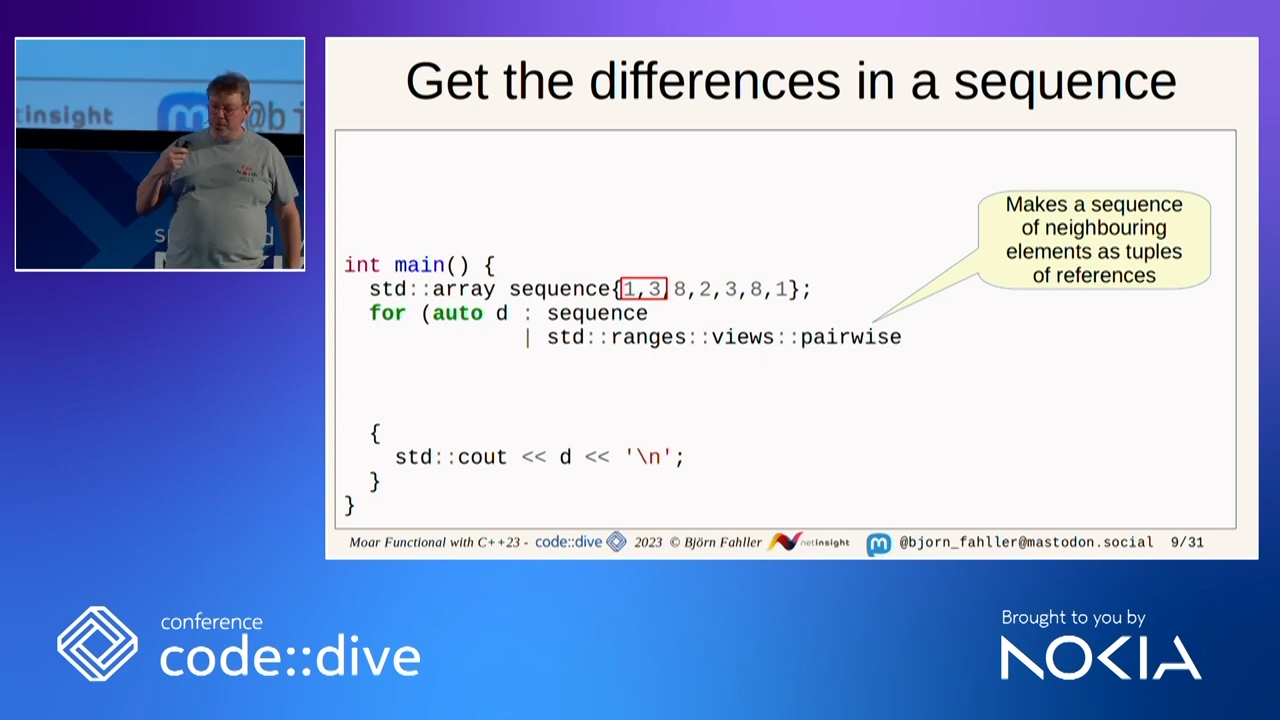 tinsight
@bj
Get the differences in a sequence
Makes a sequence
of neighbouring
elements as tuples
of references
int main() {
std::array sequence{1,3,8,2,3,8,1};
for (auto d : sequence
| std::ranges::views::pairwise
{
std::cout << d << '\n';
}
}
Moar Functional with C++23 - code::dive 2023 © Björn Fahller netinsight @bjorn_fahller@mastodon.social 9/31
conference
code::dive
Brought to you by
NOKIA